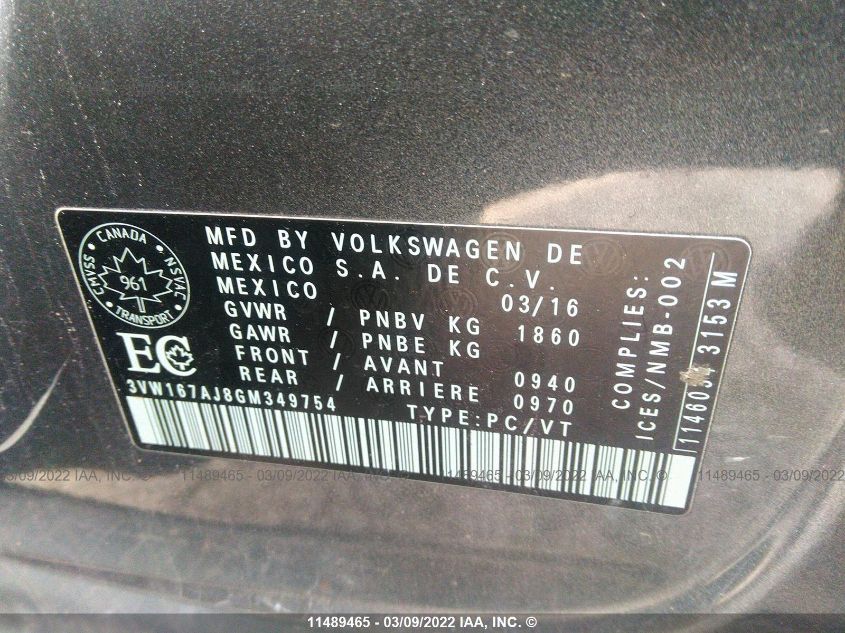 CANADA
CMVSS
NSVAC
961
TRANSPORT
EC
MFD BY VOLKSWAGEN DE
MEXICO S.A. DE C.V.
MEXICO 03/16
GVWR / PNBV KG 1860
GAWR / PNBE KG
FRONT / AVANT 0940
REAR / ARRIERE 0970
3VW167AJ8GM349754 TYPE:PC/VT
COMPLIES:
ICES/NMB-002
3153 M
11489465 - 03/09/2022 IAA, INC. ©